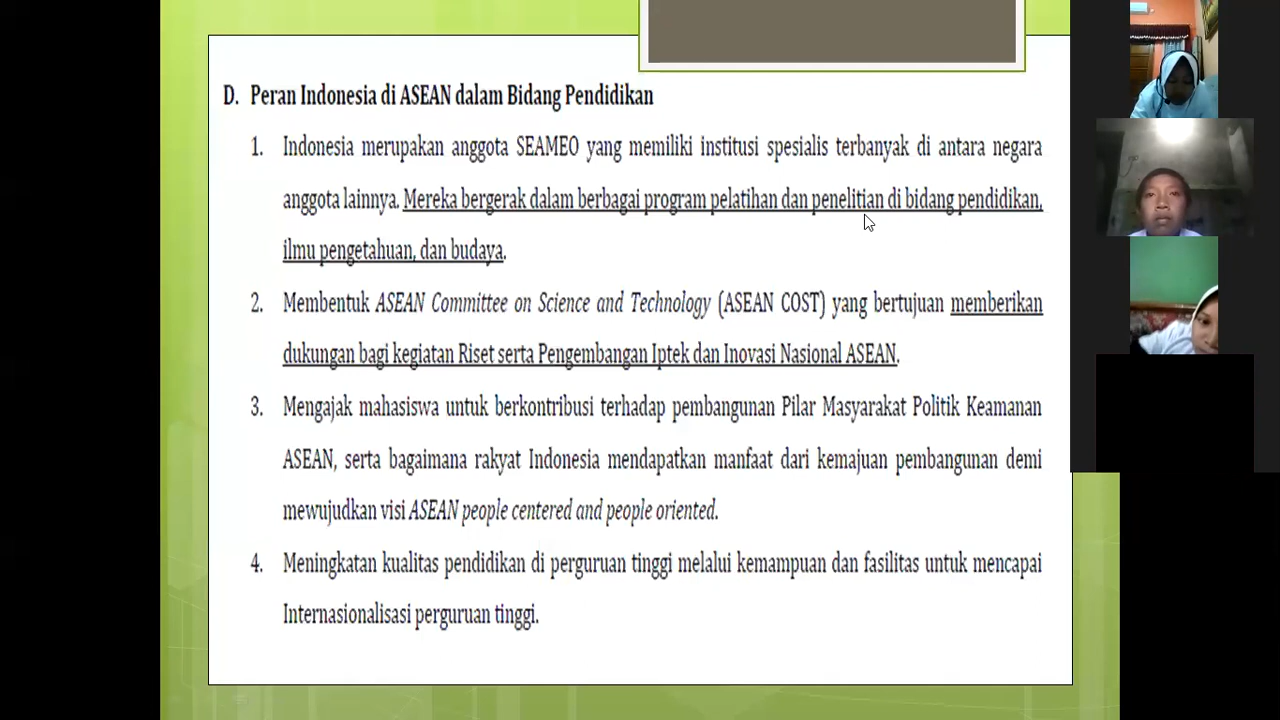 D. Peran Indonesia di ASEAN dalam Bidang Pendidikan
1. Indonesia merupakan anggota SEAMEO yang memiliki institusi spesialis terbanyak di antara negara
anggota lainnya. Mereka bergerak dalam berbagai program pelatihan dan penelitian di bidang pendidikan,
ilmu pengetahuan, dan budaya.
2. Membentuk ASEAN Committee on Science and Technology (ASEAN COST) yang bertujuan memberikan
dukungan bagi kegiatan Riset serta Pengembangan Iptek dan Inovasi Nasional ASEAN.
3. Mengajak mahasiswa untuk berkontribusi terhadap pembangunan Pilar Masyarakat Politik Keamanan
ASEAN, serta bagaimana rakyat Indonesia mendapatkan manfaat dari kemajuan pembangunan demi
mewujudkan visi ASEAN people centered and people oriented.
4. Meningkatan kualitas pendidikan di perguruan tinggi melalui kemampuan dan fasilitas untuk mencapai
Internasionalisasi perguruan tinggi.